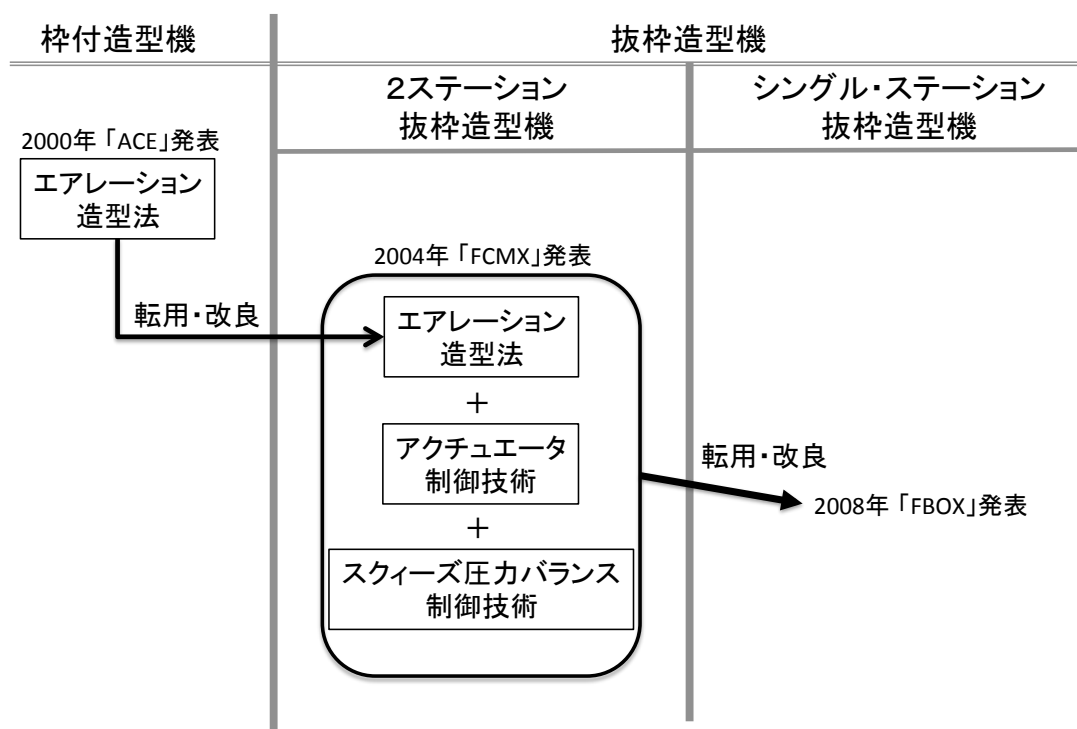 枠付造型機
抜枠造型機
2ステーション
抜枠造型機
シングル・ステーション
抜枠造型機
2000年「ACE」発表
エアレーション
造型法
転用・改良
2004年「FCMX」発表
エアレーション
造型法
＋
アクチュエータ
制御技術
＋
スクィーズ圧力バランス
制御技術
転用・改良
2008年「FBOX」発表